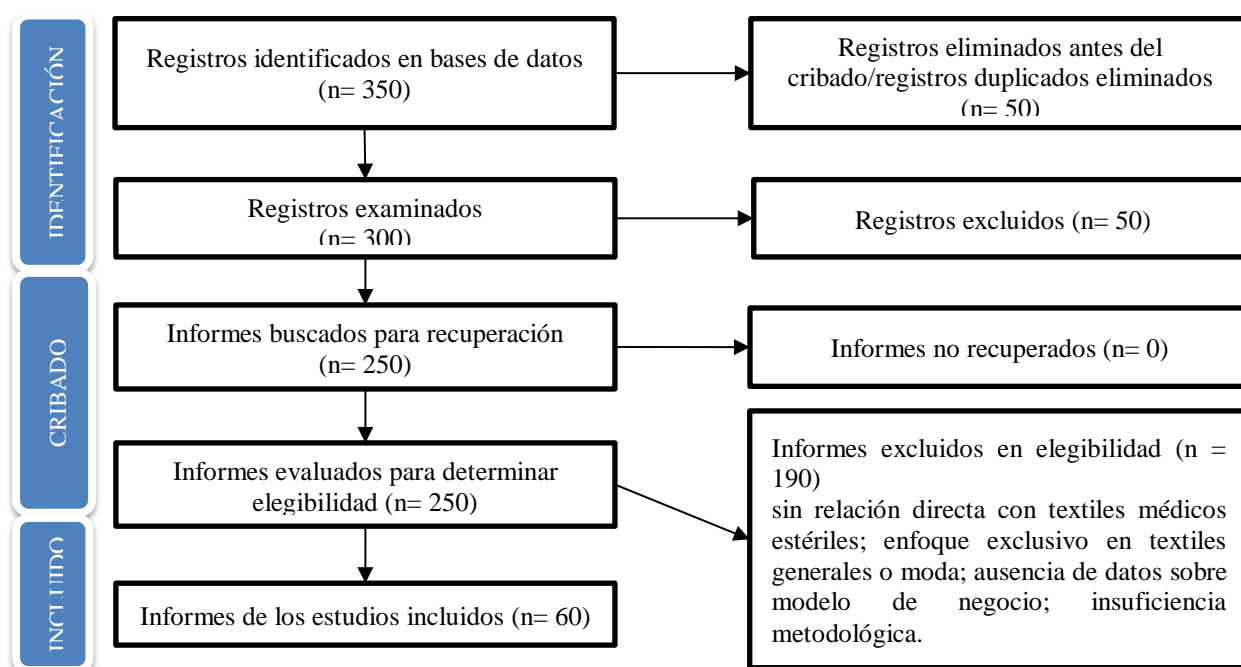 IDENTIFICACIÓN
Registros identificados en bases de datos
(n= 350)
Registros eliminados antes del
cribado/registros duplicados eliminados
(n= 50)
Registros examinados
(n= 300)
Registros excluidos (n= 50)
CRIBADO
Informes buscados para recuperación
(n= 250)
Informes no recuperados (n= 0)
Informes evaluados para determinar
elegibilidad (n= 250)
Informes excluidos en elegibilidad (n =
190)
sin relación directa con textiles médicos
estériles; enfoque exclusivo en textiles
generales o moda; ausencia de datos sobre
modelo de negocio; insuficiencia
metodológica.
INCLUIDO
Informes de los estudios incluidos (n= 60)